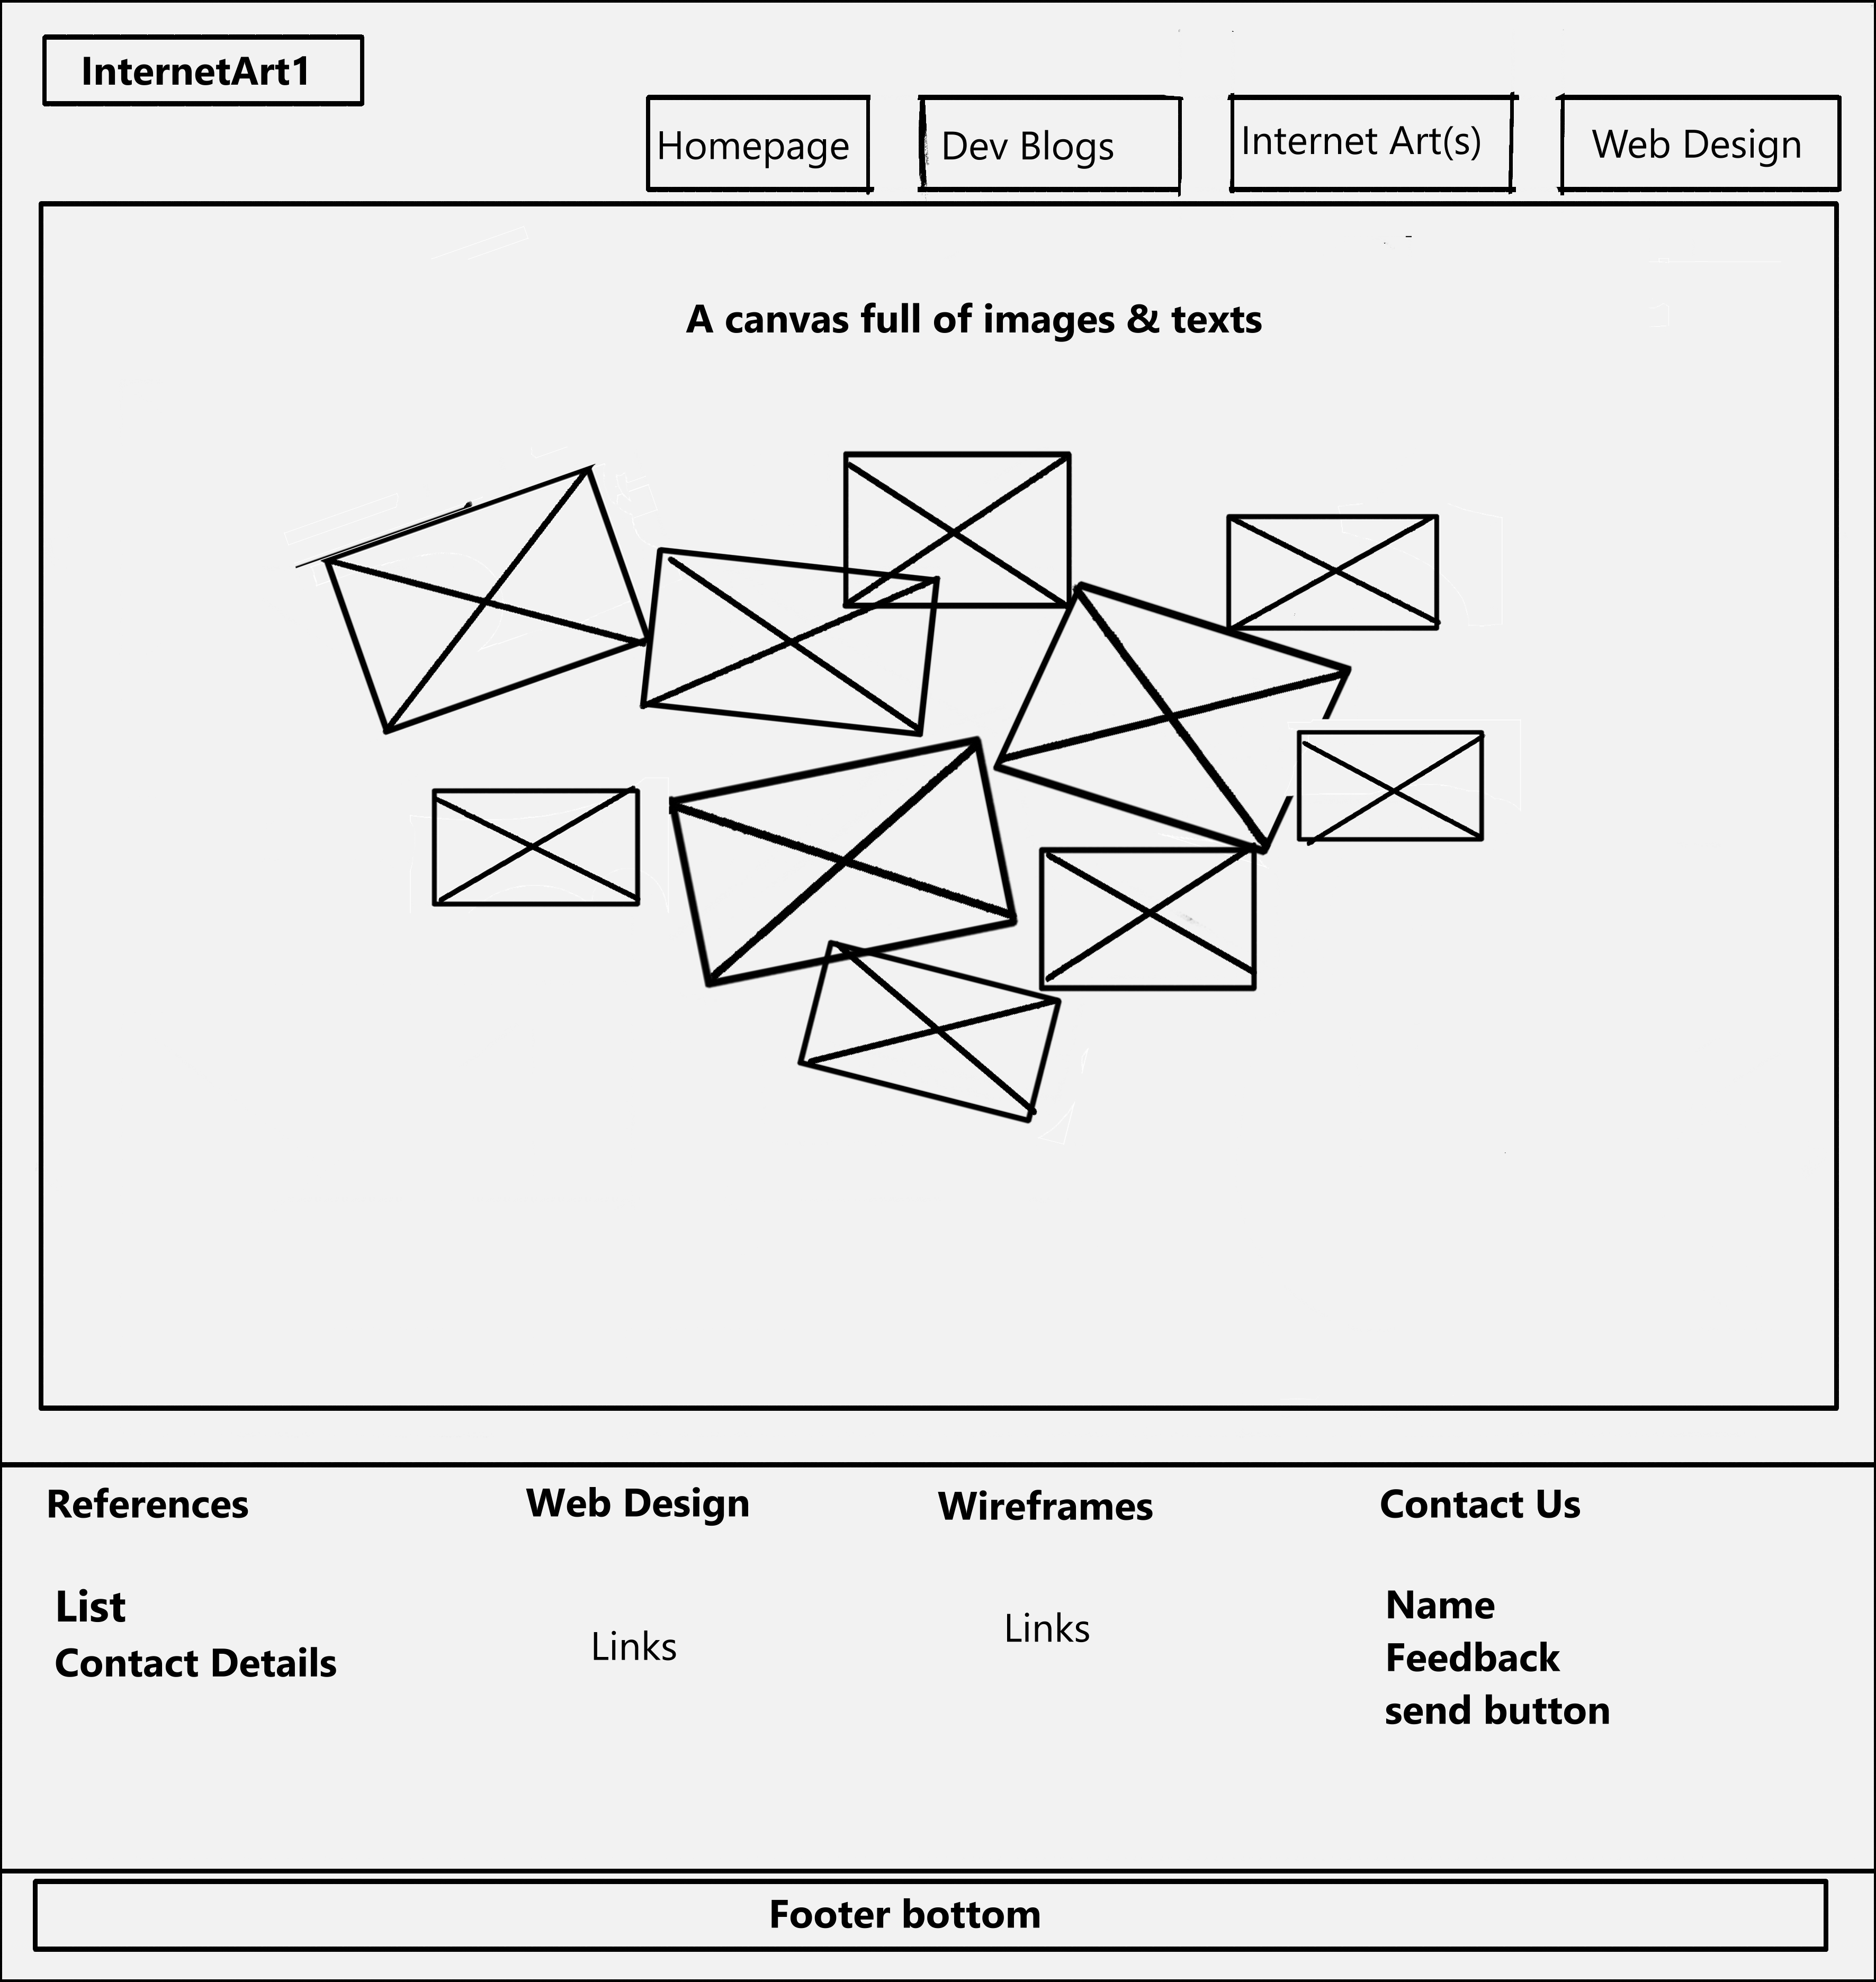 InternetArt1
Homepage
Dev Blogs
Internet Art(s)
Web Design
A canvas full of images & texts
References
List
Contact Details
Web Design
Links
Wireframes
Links
Contact Us
Name
Feedback
send button
Footer bottom